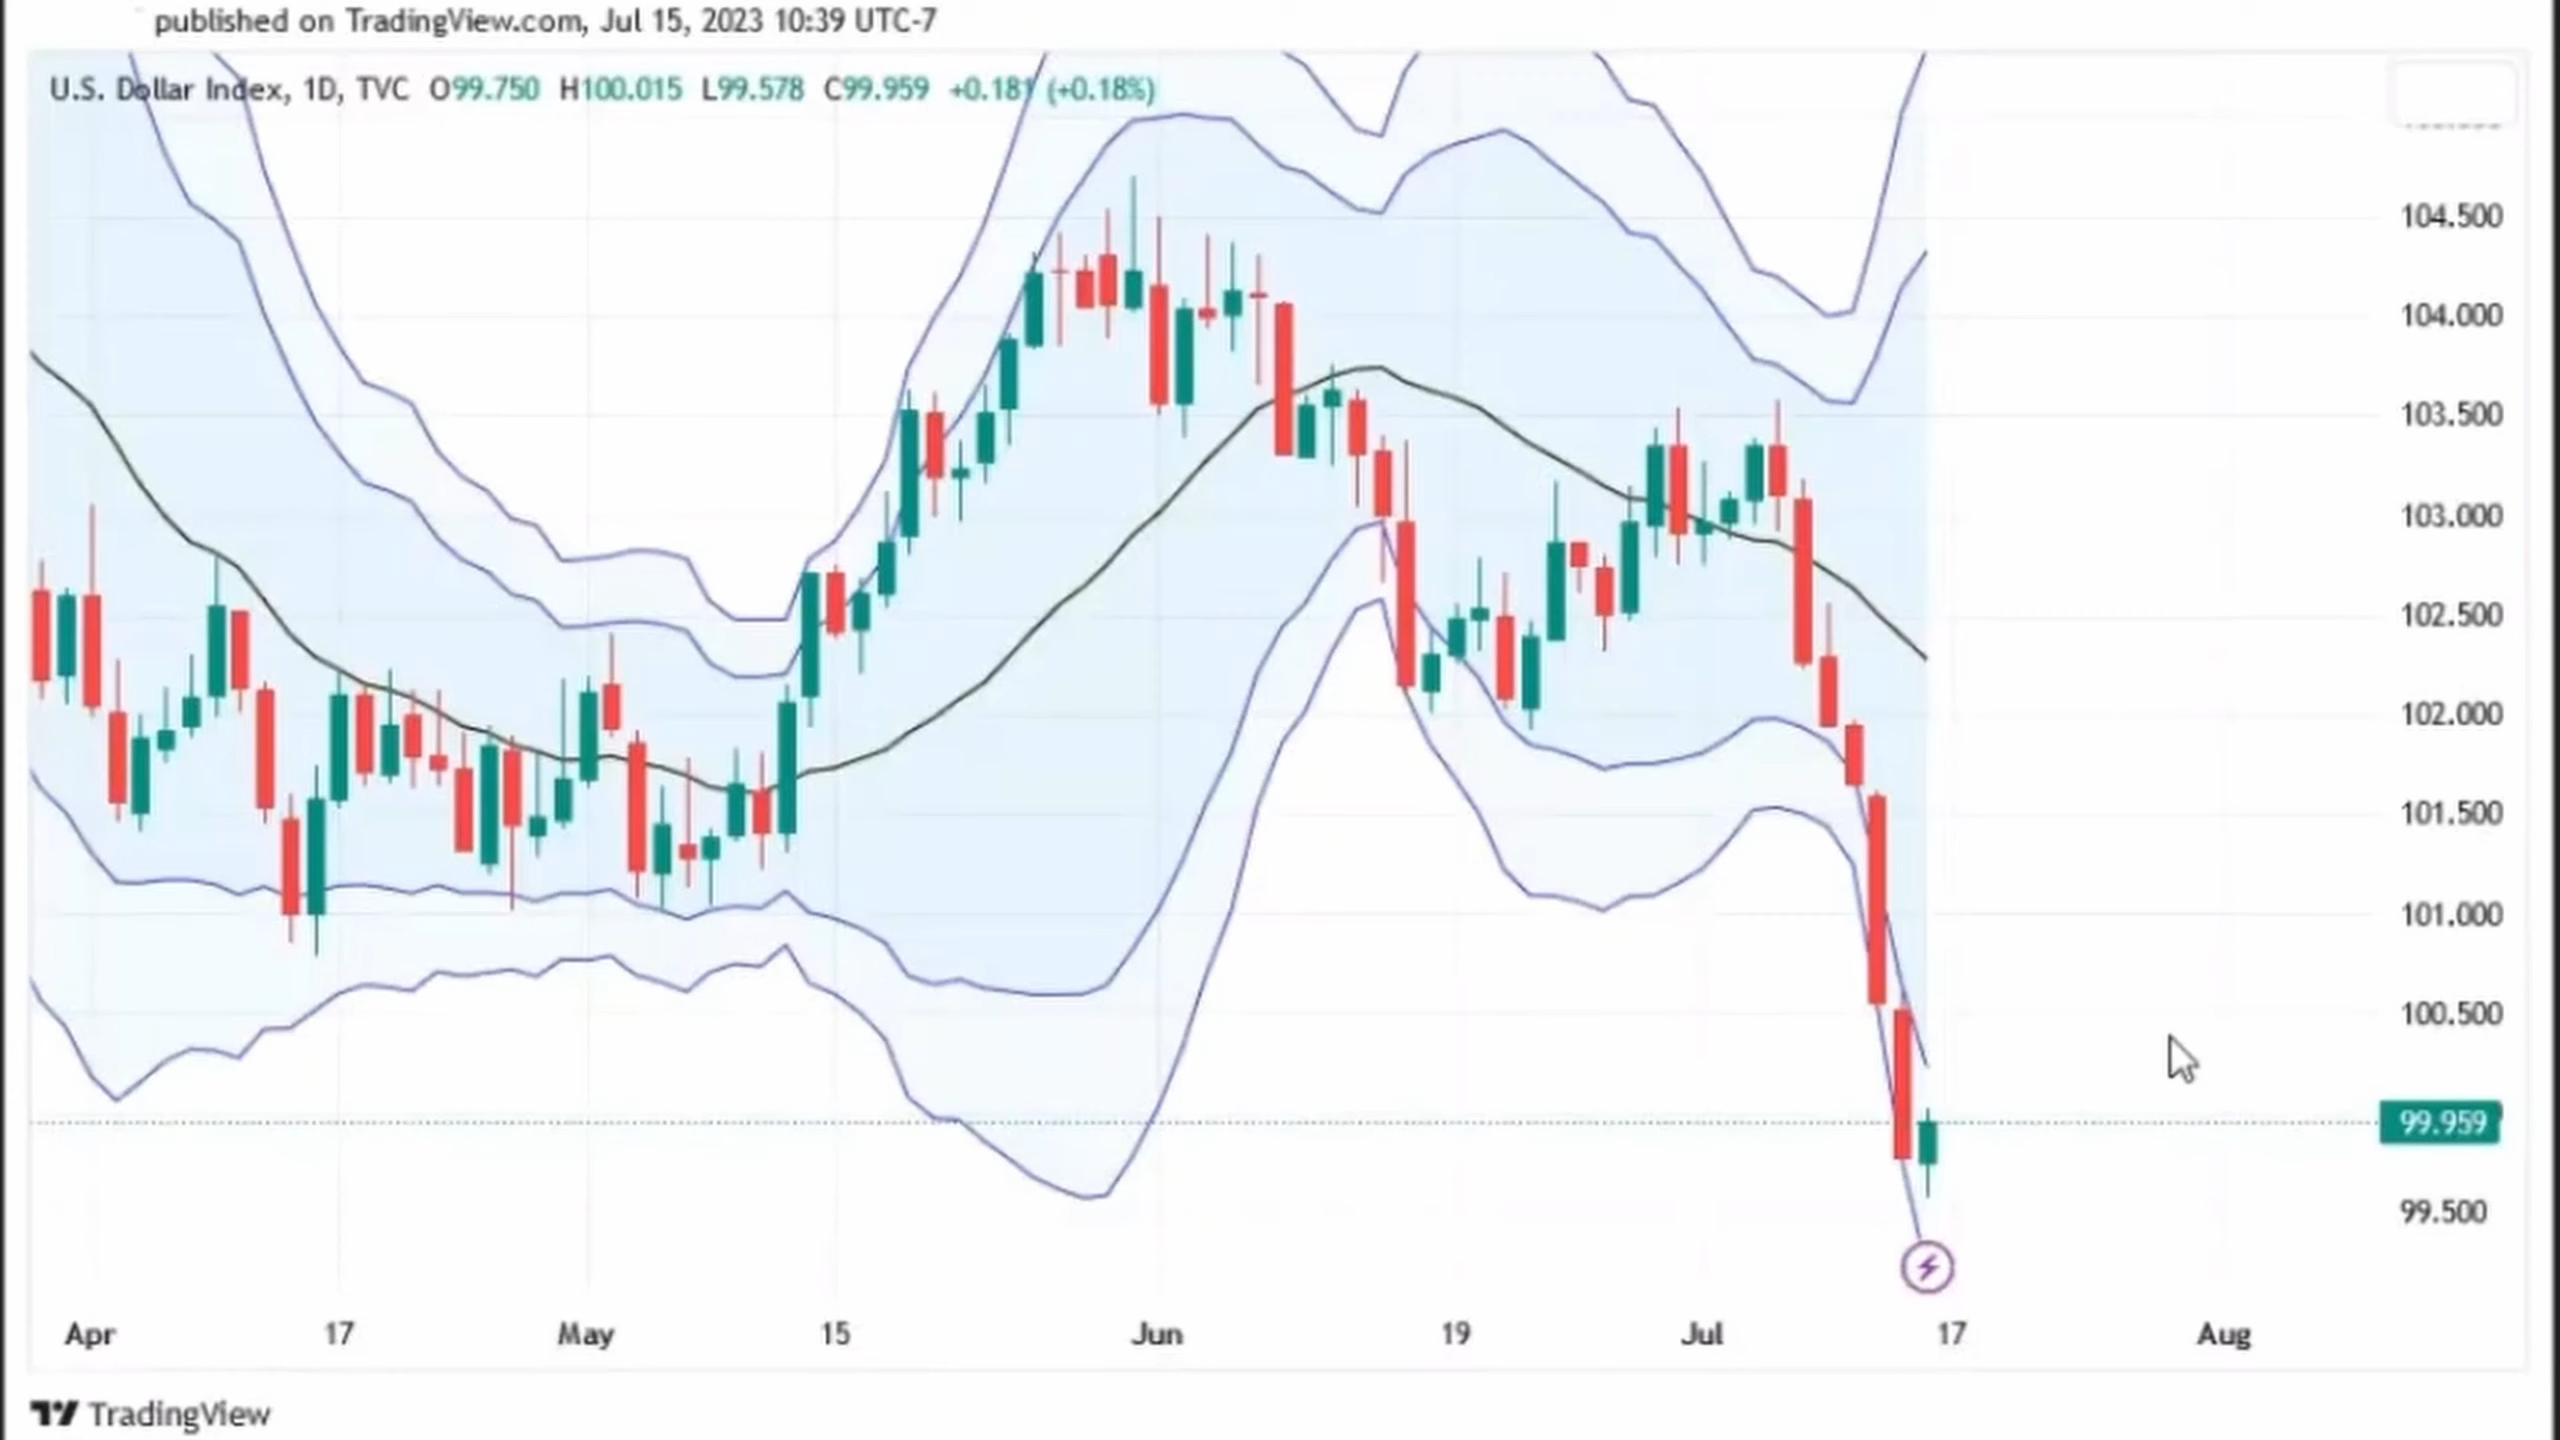 published on TradingView.com, Jul 15, 2023 10:39 UTC-7
U.S. Dollar Index, 1D, TVC O99.750 H100.015 L99.578 C99.959 +0.181 (+0.18%)
104.500
104.000
103.500
103.000
102.500
102.000
101.500
101.000
100.500
99.959
99.500
Apr 17 May 15 Jun 19 Jul 17 Aug
TradingView